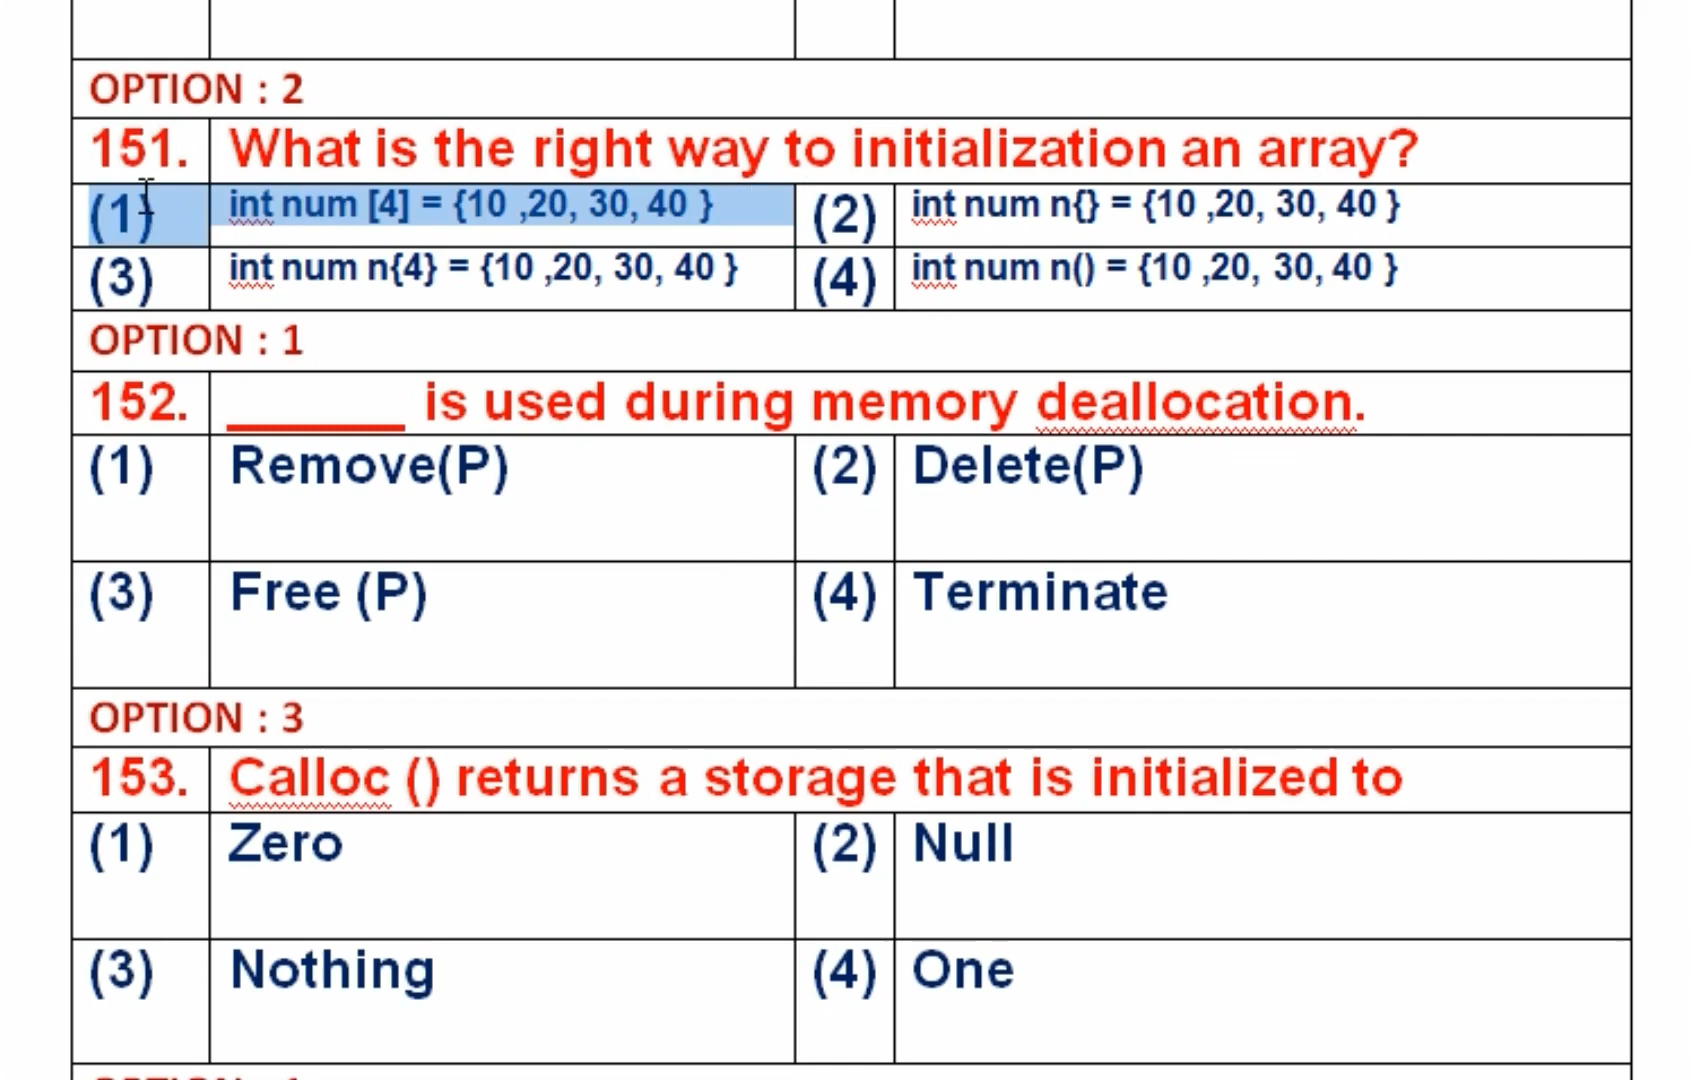 OPTION : 2
151. What is the right way to initialization an array?
(1) int num [4] = {10 ,20, 30, 40 } (2) int num n{} = {10 ,20, 30, 40 }
(3) int num n{4} = {10 ,20, 30, 40 } (4) int num n() = {10 ,20, 30, 40 }
OPTION : 1
152. ______ is used during memory deallocation.
(1) Remove(P) (2) Delete(P)
(3) Free (P) (4) Terminate
OPTION : 3
153. Calloc () returns a storage that is initialized to
(1) Zero (2) Null
(3) Nothing (4) One